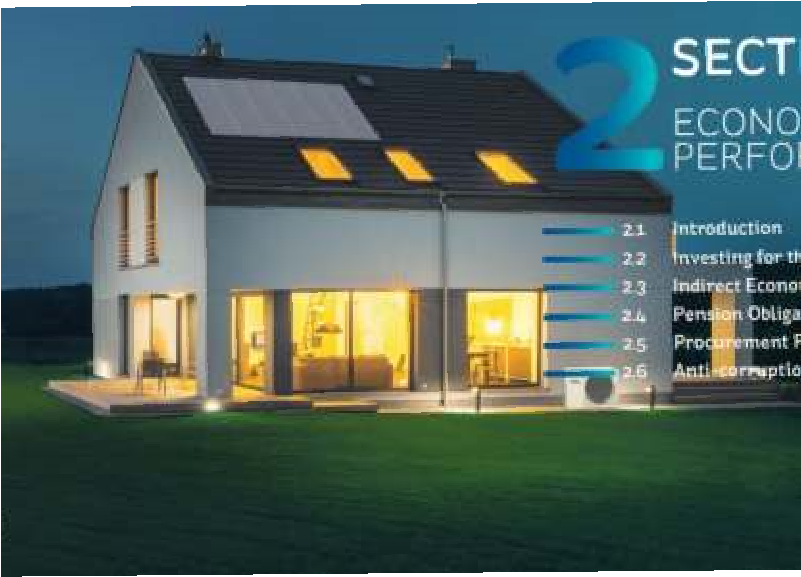 2
SECT
ECONO
PERFO
2.1 Introduction
2.2 Investing for th
2.3 Indirect Econo
2.4 Pension Obliga
2.5 Procurement P
2.6 Anti-corruptio